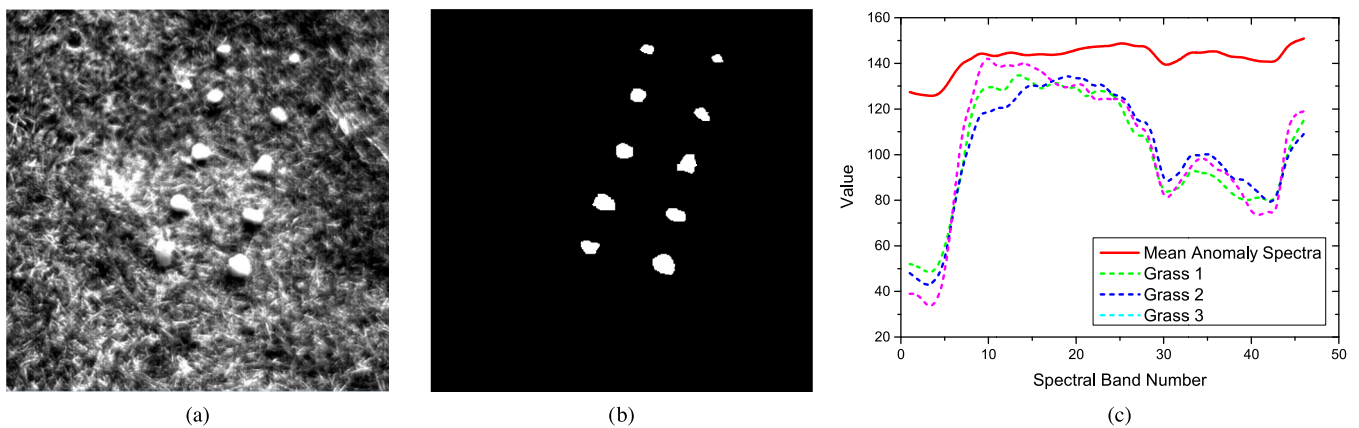 160
140
120
100
80
60
40
20
Value
Mean Anomaly Spectra
Grass 1
Grass 2
Grass 3
0 10 20 30 40 50
Spectral Band Number
(a) (b) (c)